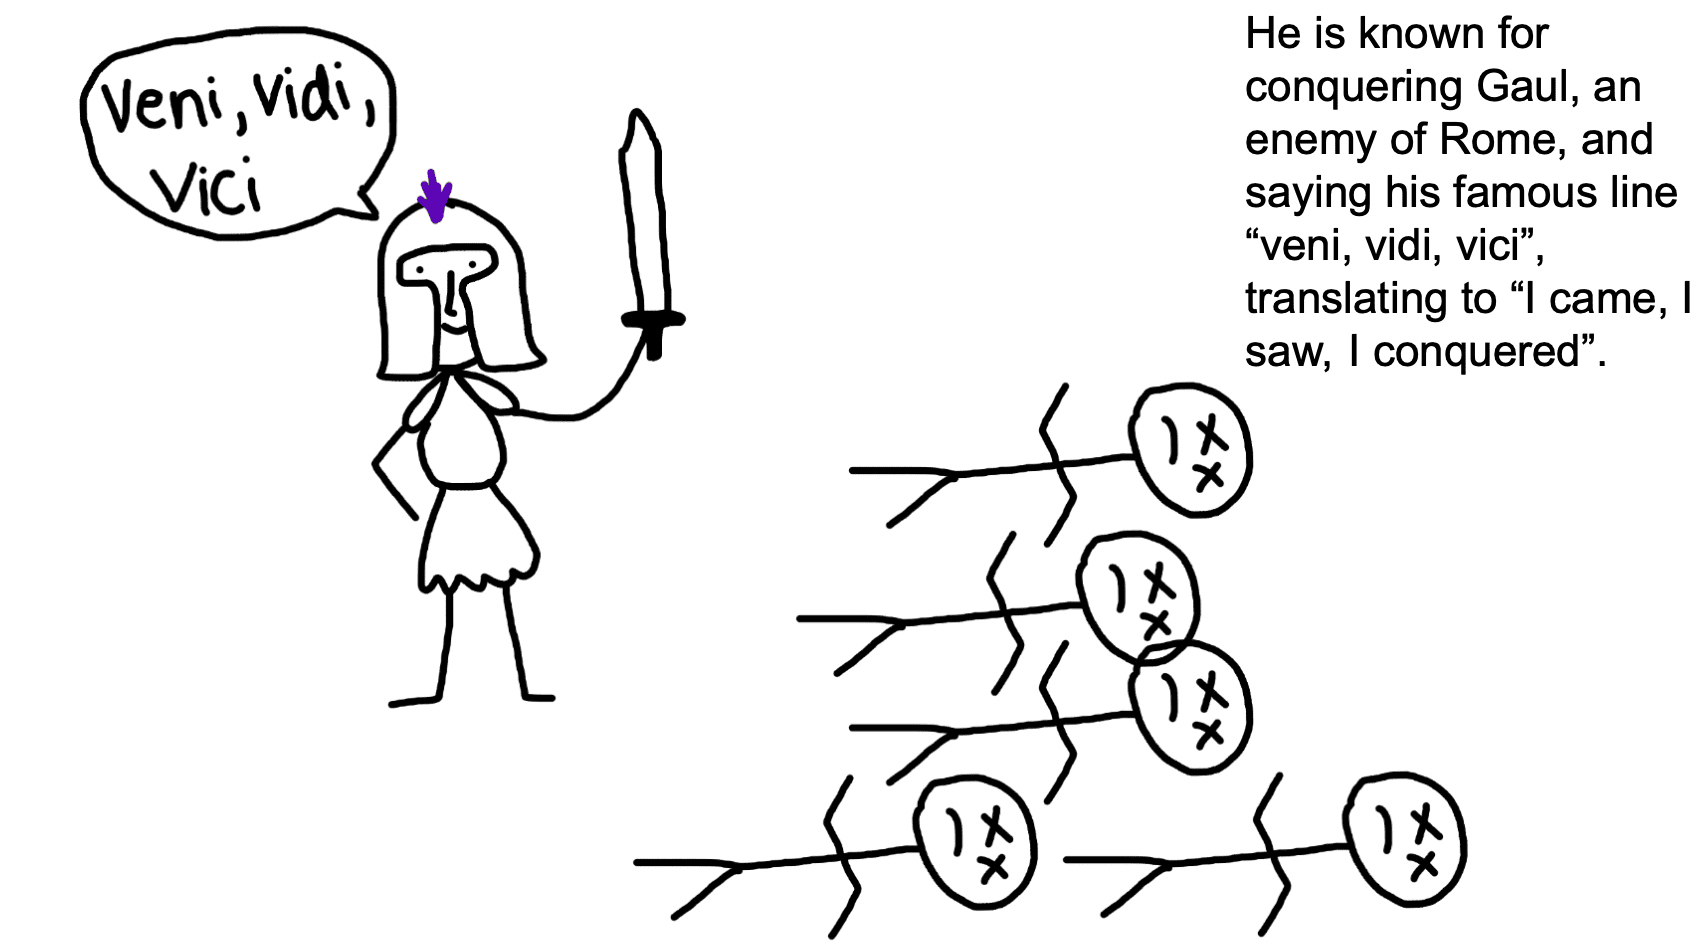 Veni, Vidi,
Vici
He is known for
conquering Gaul, an
enemy of Rome, and
saying his famous line
“veni, vidi, vici”,
translating to “I came, I
saw, I conquered”.